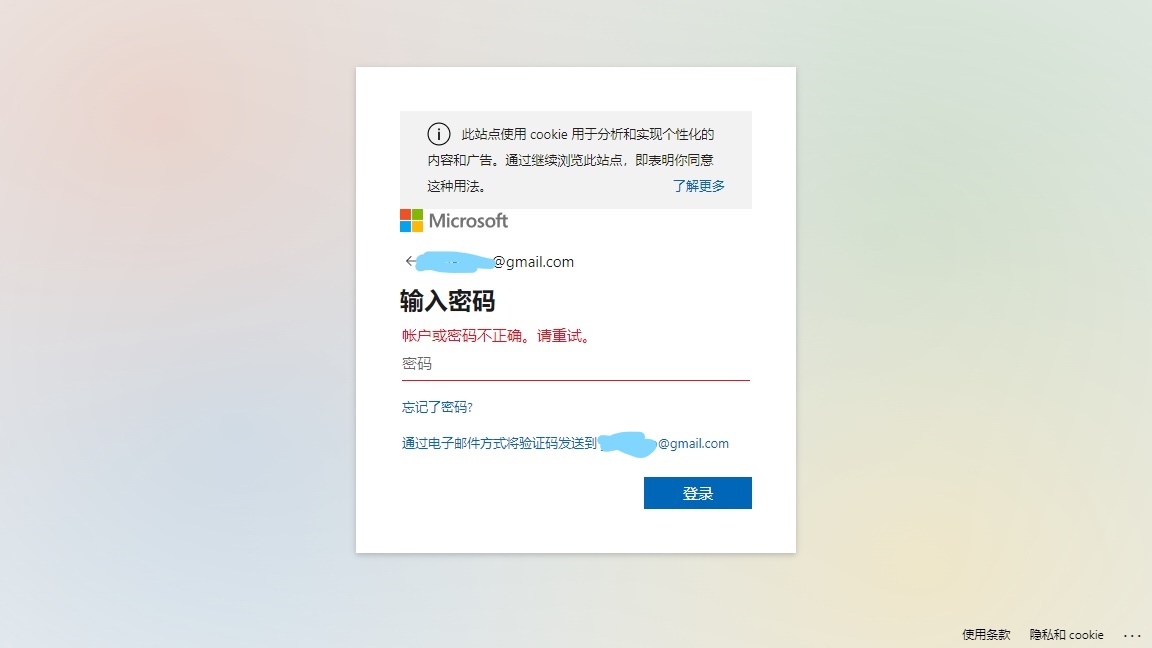 此站点使用 cookie 用于分析和实现个性化的
内容和广告。通过继续浏览此站点，即表明你同意
这种用法。 了解更多
Microsoft
@gmail.com
输入密码
帐户或密码不正确。请重试。
密码
忘记了密码?
通过电子邮件方式将验证码发送到 @gmail.com
登录
使用条款 隐私和 cookie ···